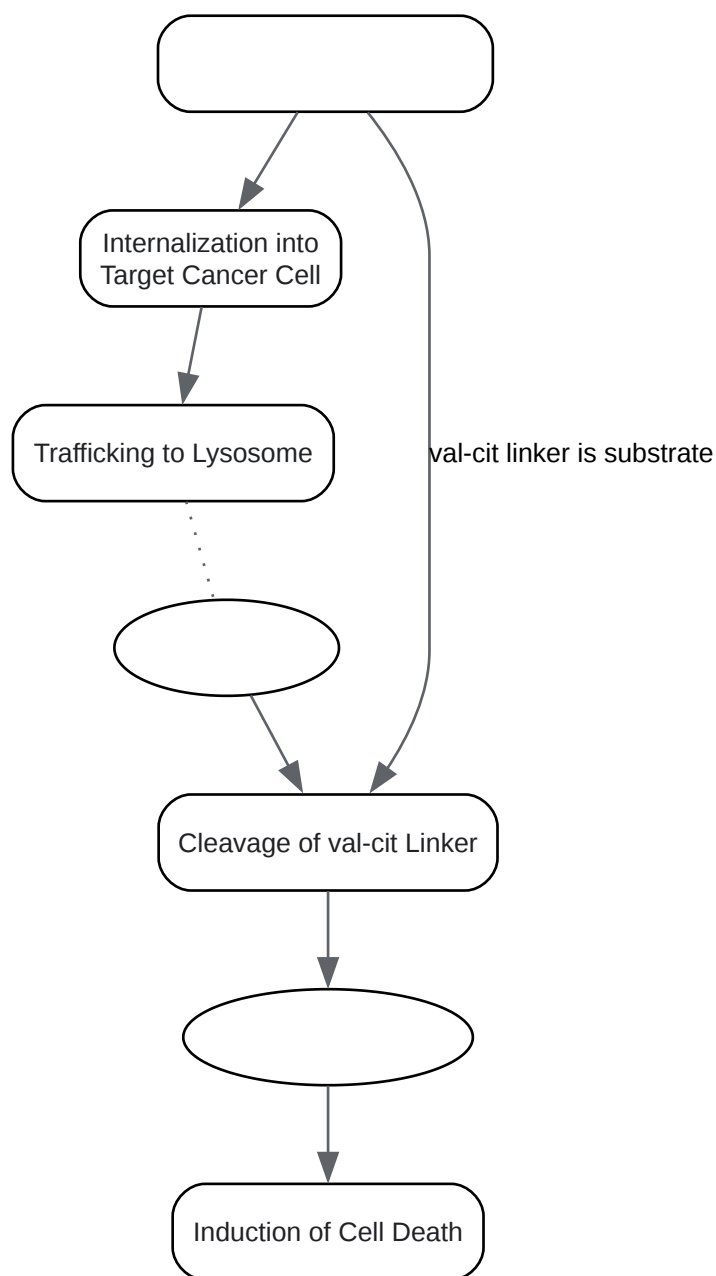 Internalization into
Target Cancer Cell
Trafficking to Lysosome
val-cit linker is substrate
Cleavage of val-cit Linker
Induction of Cell Death